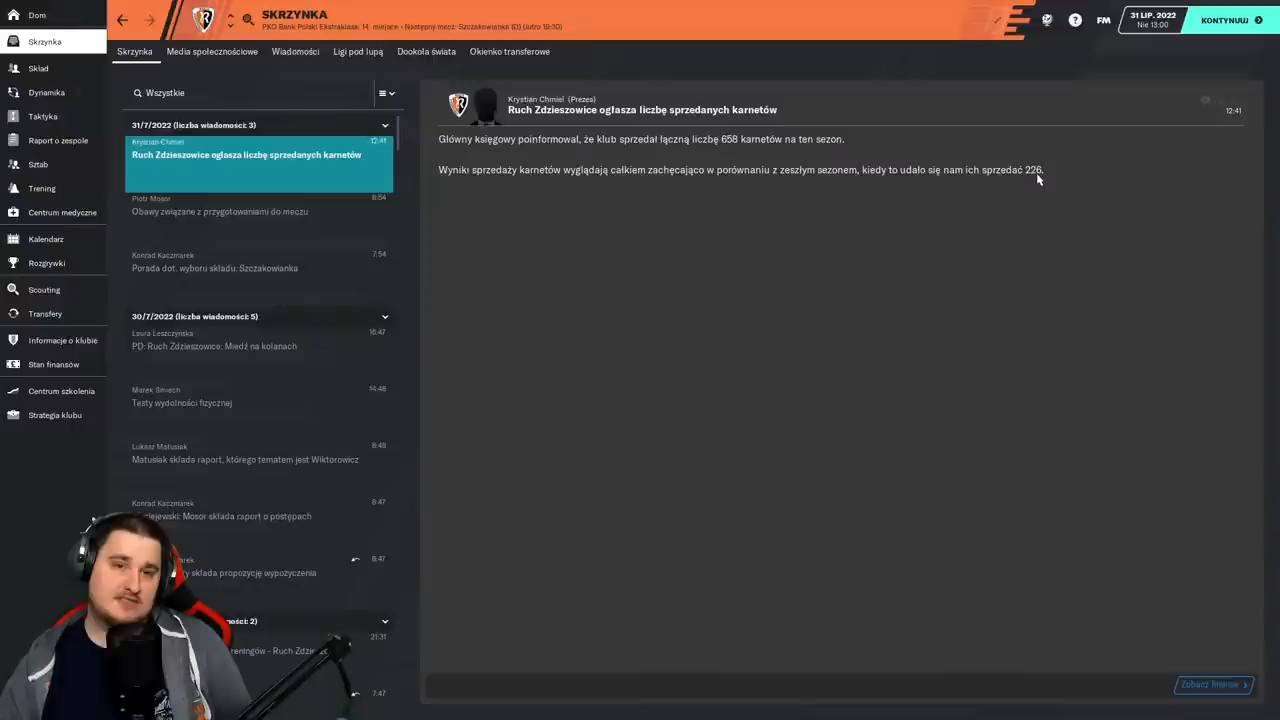 Dom
Skrzynka
Skład
Dynamika
Taktyka
Raport o zespole
Sztab
Trening
Centrum medyczne
Kalendarz
Rozgrywki
Scouting
Transfery
Informacje o klubie
Stan finansów
Centrum szkolenia
Strategia klubu
SKRZYNKA
PKO Bank Polski Ekstraklasa: 14. miejsce - Następny mecz: Szczakowianka (D) (jutro 19:30)
FM
31 LIP. 2022
Nie 13:00
KONTYNUUJ
Skrzynka
Media społecznościowe
Wiadomości
Ligi pod lupą
Dookoła świata
Okienko transferowe
Wszystkie
31/7/2022 (liczba wiadomości: 3)
Krystian Chmiel 12:41
Ruch Zdzieszowice ogłasza liczbę sprzedanych karnetów
Piotr Mosor 8:54
Obawy związane z przygotowaniami do meczu
Konrad Kaczmarek 7:54
Porada dot. wyboru składu: Szczakowianka
30/7/2022 (liczba wiadomości: 5)
Laura Leszczyńska 16:47
PD: Ruch Zdzieszowice: Miedź na kolanach
Marek Śmiech 14:46
Testy wydolności fizycznej
Łukasz Matusiak 8:49
Matusiak składa raport, którego tematem jest Wiktorowicz
Konrad Kaczmarek 8:47
Mosor składa raport o postępach
8:47
składa propozycję wypożyczenia
2)
21:31
7:47
Krystian Chmiel (Prezes)
Ruch Zdzieszowice ogłasza liczbę sprzedanych karnetów
12:41
Główny księgowy poinformował, że klub sprzedał łączną liczbę 658 karnetów na ten sezon.
Wyniki sprzedaży karnetów wyglądają całkiem zachęcająco w porównaniu z zeszłym sezonem, kiedy to udało się nam ich sprzedać 226.
Zobacz finanse